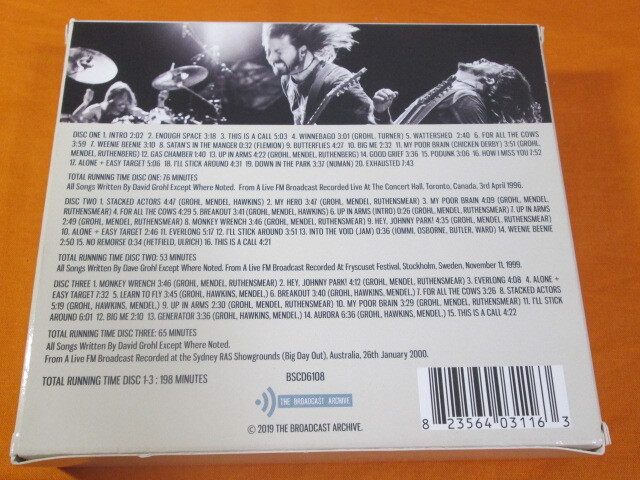 DISC ONE 1. INTRO 2:02 2. ENOUGH SPACE 3:18 3. THIS IS A CALL 5:03 4. WINNEBAGO 3:01 (GROHL, TURNER) 5. WATTERSHED 2:40 6. FOR ALL THE COWS
3:59 7. WEENIE BEENIE 3:10 8. SATAN'S IN THE MANGER 0:32 (FLEMION) 9. BUTTERFLIES 4:27 10. BIG ME 2:32 11. MY POOR BRAIN (CHICKEN DERBY) 3:51 (GROHL,
MENDEL, RUTHENBERG) 12. GAS CHAMBER 1:40 13. UP IN ARMS 4:22 (GROHL, MENDEL, RUTHENBERG) 14. GOOD GRIEF 3:36 15. PODUNK 3:06 16. HOW I MISS YOU 7:52
17. ALONE + EASY TARGET 5:06 18. I'LL STICK AROUND 4:31 19. DOWN IN THE PARK 3:37 (NUMAN) 20. EXHAUSTED 7:43
TOTAL RUNNING TIME DISC ONE: 76 MINUTES
All Songs Written By David Grohl Except Where Noted. From A Live FM Broadcast Recorded Live At The Concert Hall, Toronto, Canada, 3rd April 1996.
DISC TWO 1. STACKED ACTORS 4:47 (GROHL, MENDEL, HAWKINS) 2. MY HERO 3:47 (GROHL, MENDEL, RUTHENSMEAR) 3. MY POOR BRAIN 4:09 (GROHL, MENDEL,
RUTHENSMEAR) 4. FOR ALL THE COWS 4:29 5. BREAKOUT 3:41 (GROHL, MENDEL, HAWKINS) 6. UP IN ARMS (INTRO) 0:26 (GROHL, MENDEL, RUTHENSMEAR) 7. UP IN ARMS
2:49 (GROHL, MENDEL, RUTHENSMEAR) 8. MONKEY WRENCH 3:46 (GROHL, MENDEL, RUTHENSMEAR) 9. HEY, JOHNNY PARK! 4:35 (GROHL, MENDEL, RUTHENSMEAR)
10. ALONE + EASY TARGET 2:46 11. EVERLONG 5:17 12. I'LL STICK AROUND 3:51 13. INTO THE VOID (JAM) 0:36 (IOMMI, OSBORNE, BUTLER, WARD) 14. WEENIE BEENIE
2:50 15. NO REMORSE 0:34 (HETFIELD, ULRICH) 16. THIS IS A CALL 4:21
TOTAL RUNNING TIME DISC TWO: 53 MINUTES
All Songs Written By David Grohl Except Where Noted. From A Live FM Broadcast Recorded At Fryscuset Festival, Stockholm, Sweden, November 11, 1999.
DISC THREE 1. MONKEY WRENCH 3:46 (GROHL, MENDEL, RUTHENSMEAR) 2. HEY, JOHNNY PARK! 4:12 (GROHL, MENDEL, RUTHENSMEAR) 3. EVERLONG 4:08 4. ALONE +
EASY TARGET 7:32 5. LEARN TO FLY 3:45 (GROHL, HAWKINS, MENDEL,) 6. BREAKOUT 3:40 (GROHL, HAWKINS, MENDEL,) 7. FOR ALL THE COWS 3:26 8. STACKED ACTORS
5:19 (GROHL, HAWKINS, MENDEL,) 9. UP IN ARMS 2:30 (GROHL, MENDEL, RUTHENSMEAR) 10. MY POOR BRAIN 3:29 (GROHL, MENDEL, RUTHENSMEAR) 11. I'LL STICK
AROUND 6:01 12. BIG ME 2:10 13. GENERATOR 3:36 (GROHL, HAWKINS, MENDEL,) 14. AURORA 6:36 (GROHL, HAWKINS, MENDEL,) 15. THIS IS A CALL 4:22
TOTAL RUNNING TIME DISC THREE: 65 MINUTES
All Songs Written By David Grohl Except Where Noted.
From A Live FM Broadcast Recorded at the Sydney RAS Showgrounds (Big Day Out), Australia, 26th January 2000.
TOTAL RUNNING TIME DISC 1-3 : 198 MINUTES
BSCD6108
THE BROADCAST ARCHIVE
© 2019 THE BROADCAST ARCHIVE.
8 23564 03116 3